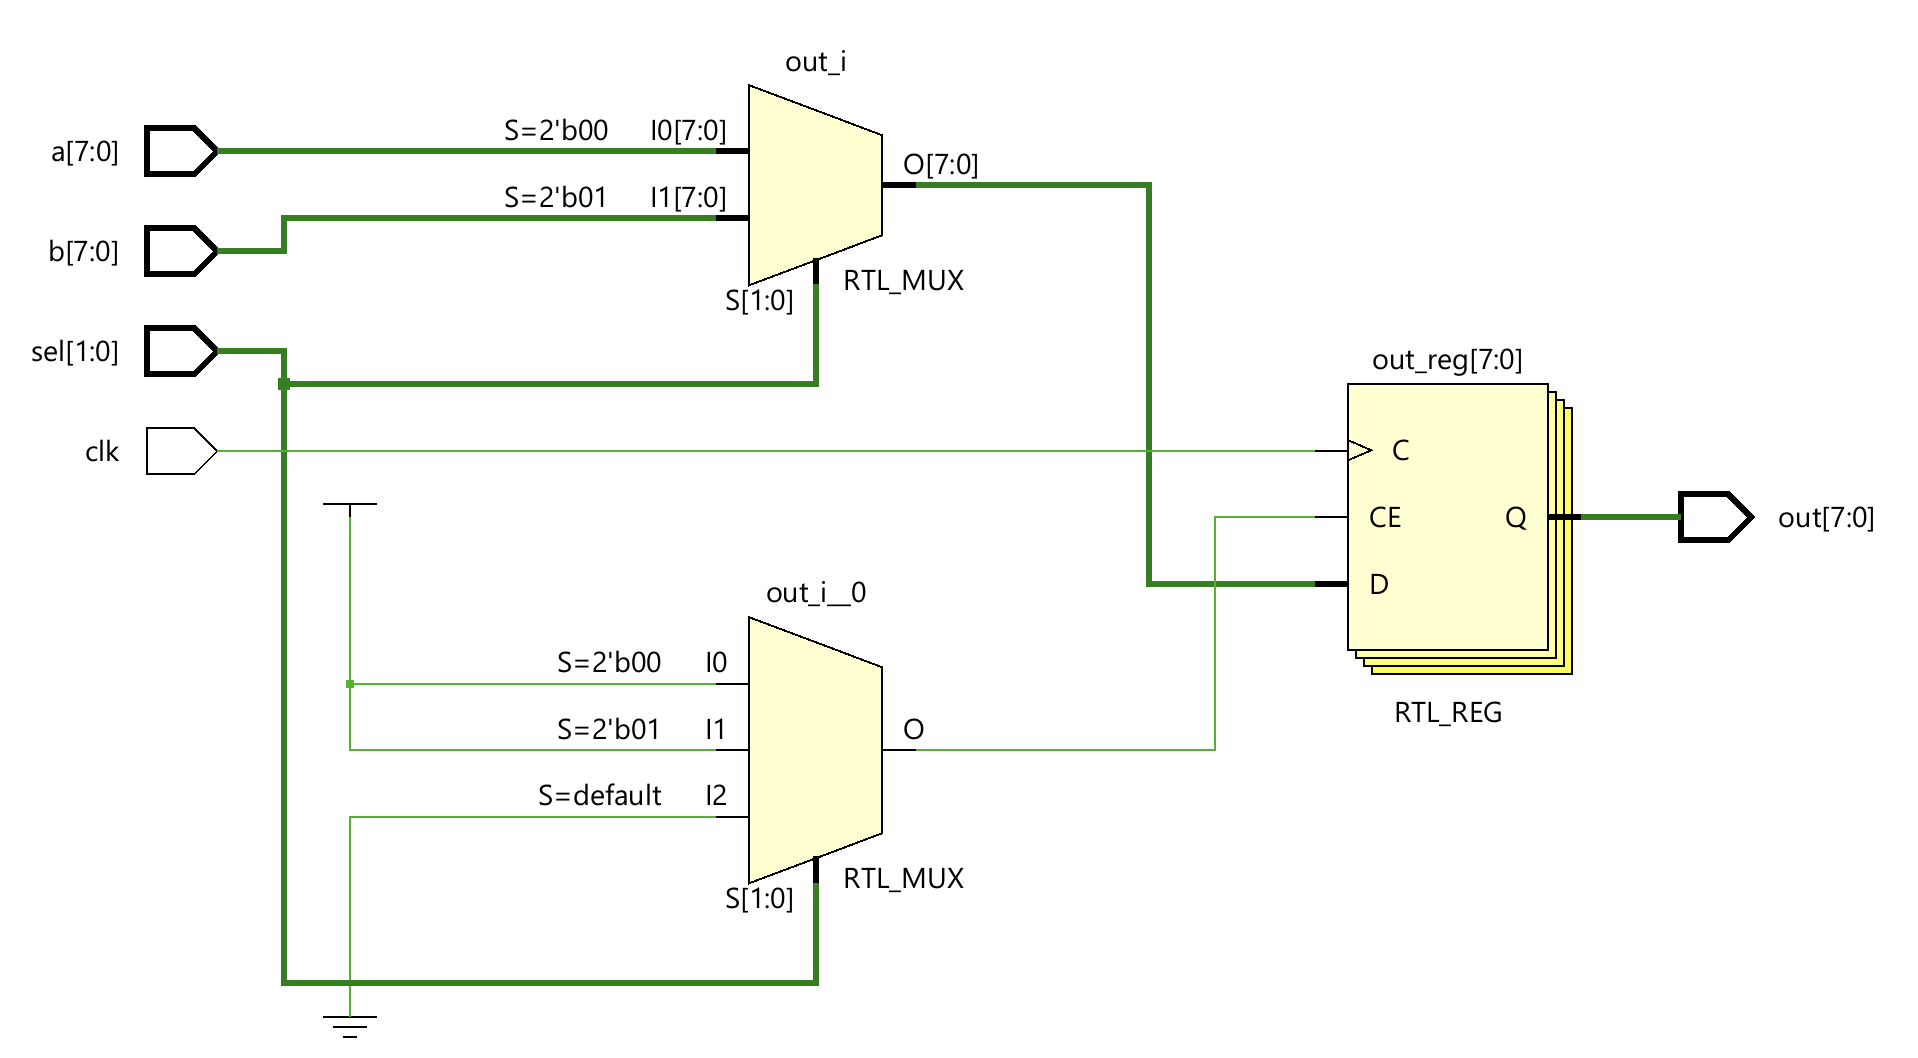 out_i
S=2'b00 I0[7:0]
a[7:0]
O[7:0]
S=2'b01 I1[7:0]
b[7:0]
RTL_MUX
S[1:0]
sel[1:0]
out_reg[7:0]
clk
C
CE
Q
out[7:0]
D
out_i__0
S=2'b00 I0
RTL_REG
S=2'b01 I1
O
S=default I2
RTL_MUX
S[1:0]